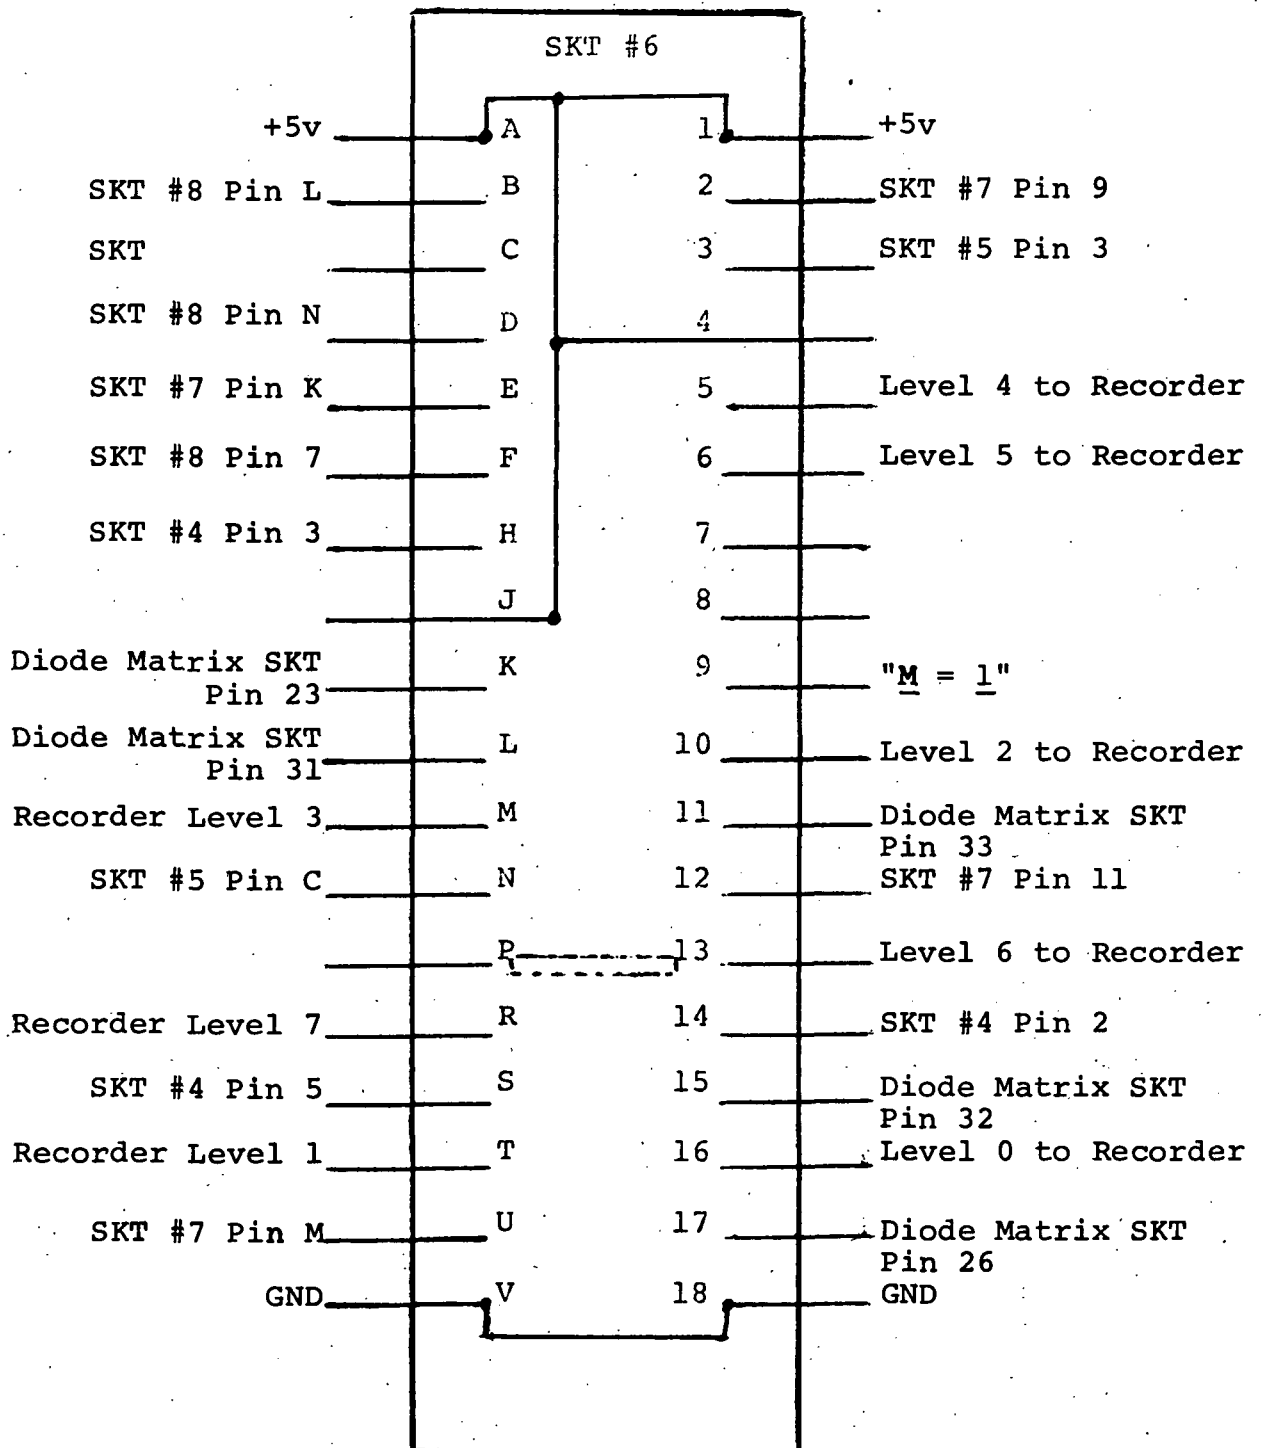 SKT #6
+5v A 1 +5v
SKT #8 Pin L B 2 SKT #7 Pin 9
SKT C 3 SKT #5 Pin 3
SKT #8 Pin N D 4
SKT #7 Pin K E 5 Level 4 to Recorder
SKT #8 Pin 7 F 6 Level 5 to Recorder
SKT #4 Pin 3 H 7
J 8
Diode Matrix SKT K 9 "M = 1"
Pin 23
Diode Matrix SKT L 10 Level 2 to Recorder
Pin 31
Recorder Level 3 M 11 Diode Matrix SKT
Pin 33
SKT #5 Pin C N 12 SKT #7 Pin 11
P 13 Level 6 to Recorder
Recorder Level 7 R 14 SKT #4 Pin 2
SKT #4 Pin 5 S 15 Diode Matrix SKT
Pin 32
Recorder Level 1 T 16 Level 0 to Recorder
SKT #7 Pin M U 17 Diode Matrix SKT
Pin 26
GND V 18 GND